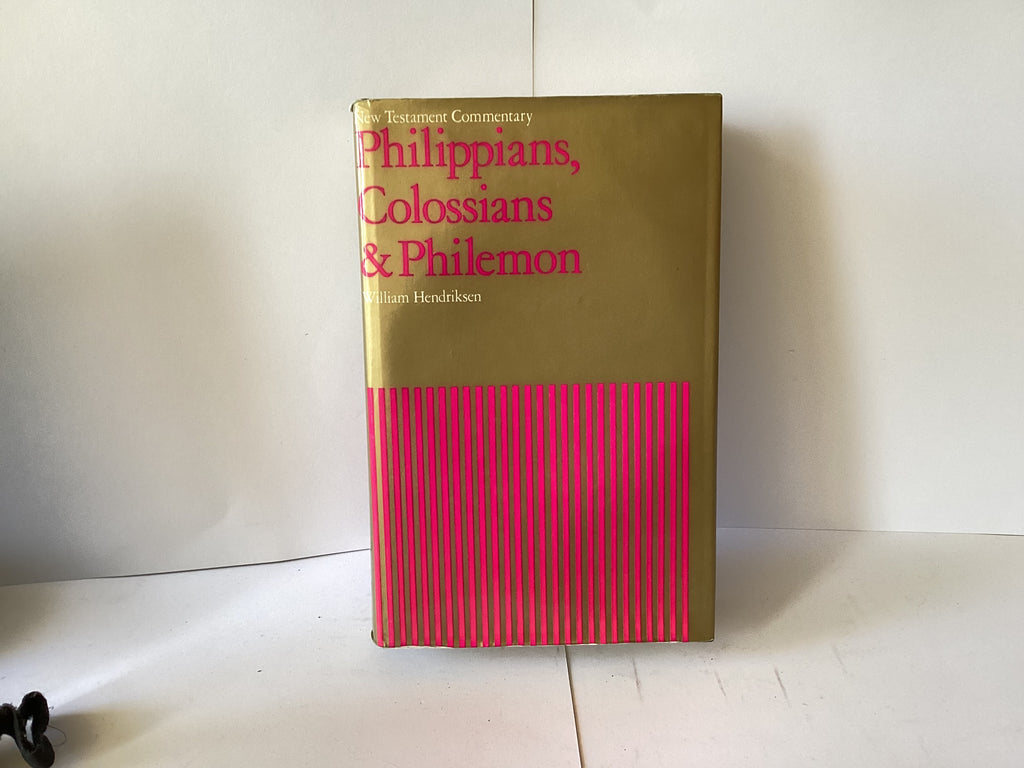 New Testament Commentary
Philippians,
Colossians
& Philemon
William Hendriksen